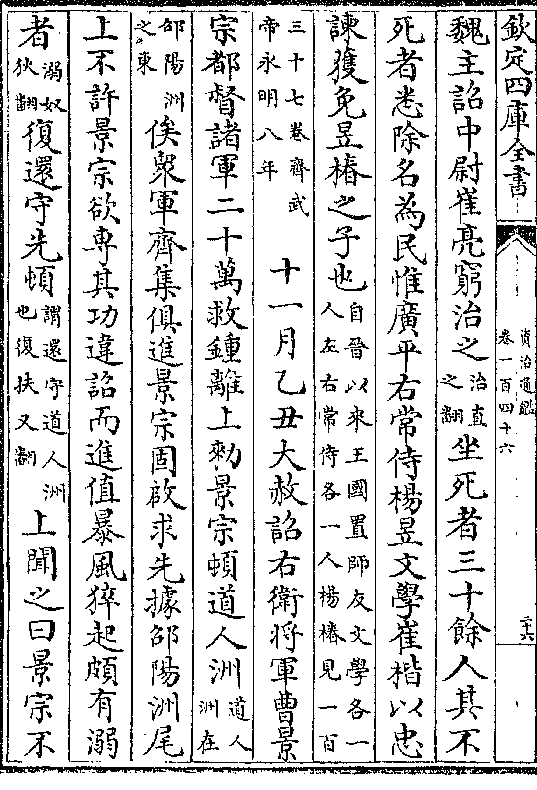 欽定四庫全書
資治通鑑
卷一百四十六
三六
魏主詔中尉崔亮窮治之治直之翻坐死者三十餘人其不
死者悉除名為民惟廣平右常侍楊昱文學崔楷以忠
諫獲免昱椿之子也自晉以來王國置師友文學各一人左右常侍各一人楊椿見一百
三十七卷齊武帝永明八年 十一月乙丑大赦詔右衛將軍曹景
宗都督諸軍二十萬救鍾離上勑景宗頓道人洲道人洲在
邵陽洲之東俟衆軍齊集俱進景宗固啟求先據邵陽洲尾
上不許景宗欲專其功違詔而進值暴風猝起頗有溺
者溺奴狄翻復還守先頓謂還守道人洲也復扶又翻 上聞之曰景宗不